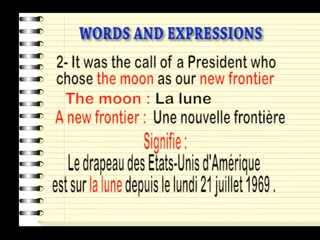 WORDS AND EXPRESSIONS
2- It was the call of a President who
chose the moon as our new frontier
The moon : La lune
A new frontier : Une nouvelle frontière
Signifie :
Le drapeau des Etats-Unis d'Amérique
est sur la lune depuis le lundi 21 juillet 1969 .